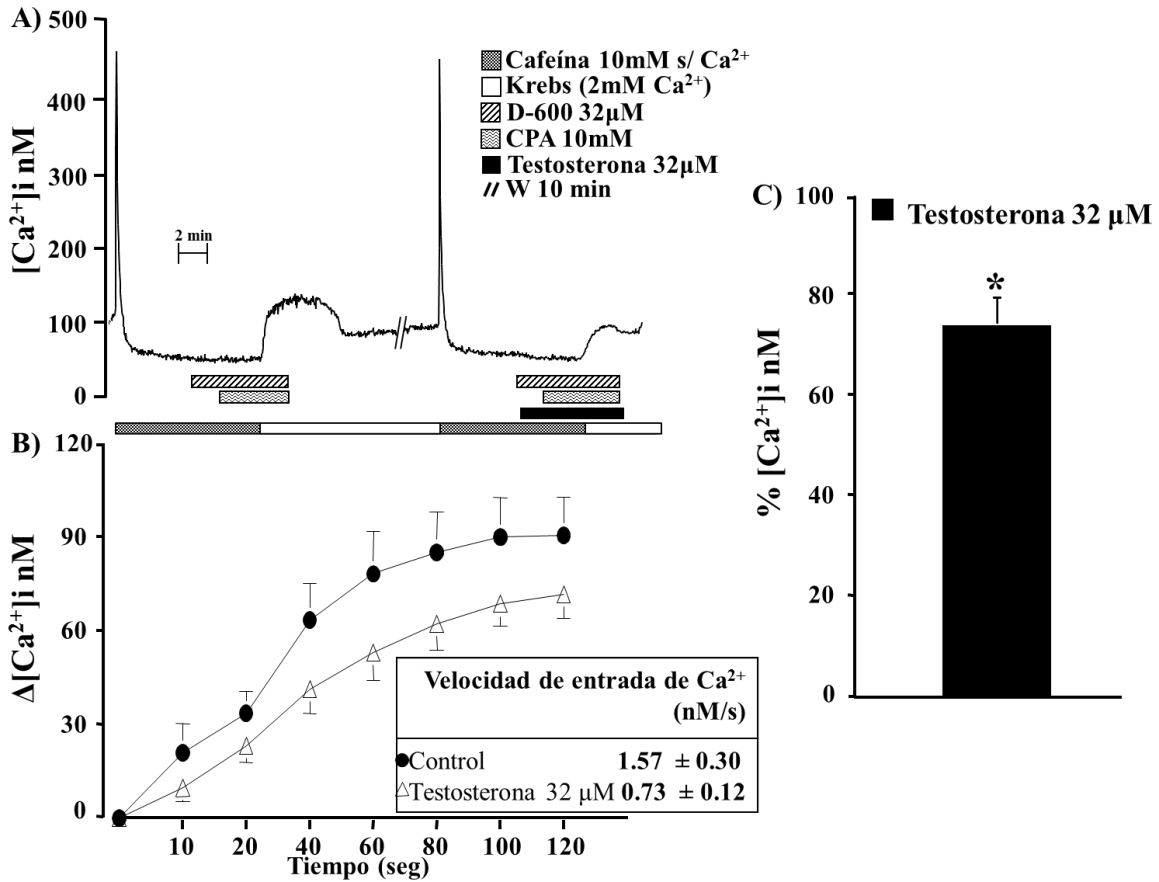 A)
500
400
300
200
100
0
[Ca²⁺]i nM
2 min
Cafeína 10mM s/ Ca²⁺
Krebs (2mM Ca²⁺)
D-600 32µM
CPA 10mM
Testosterona 32µM
// W 10 min
B)
120
90
60
30
0
Δ[Ca²⁺]i nM
10 20 40 60 80 100 120
Tiempo (seg)
Velocidad de entrada de Ca²⁺
(nM/s)
Control 1.57 ± 0.30
Testosterona 32 µM 0.73 ± 0.12
C)
100
80
60
40
20
0
% [Ca²⁺]i nM
Testosterona 32 µM
*